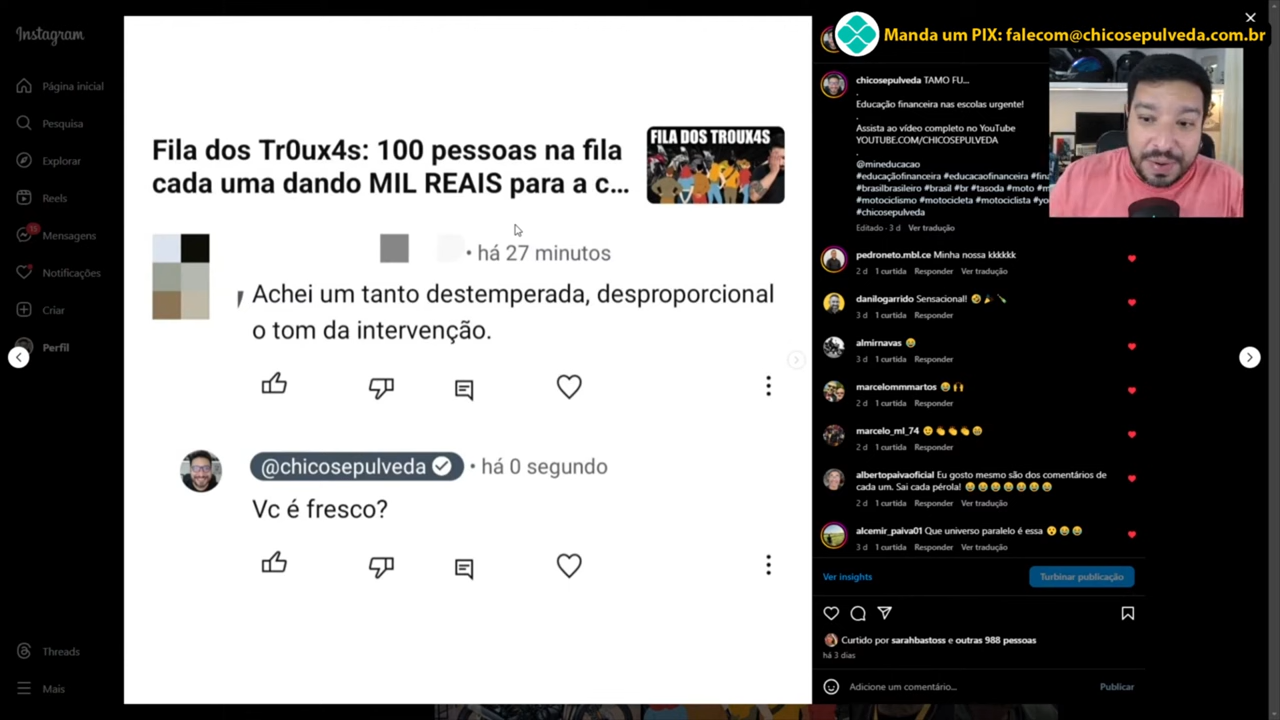 Instagram
Manda um PIX: falecom@chicosepulveda.com.br
Página inicial
Pesquisa
Explorar
Reels
15
Mensagens
Notificações
Criar
Perfil
Threads
Mais
Fila dos Tr0ux4s: 100 pessoas na fila
cada uma dando MIL REAIS para a c...
FILA DOS TROUX4S
• há 27 minutos
Achei um tanto destemperada, desproporcional
o tom da intervenção.
@chicosepulveda • há 0 segundo
Vc é fresco?
chicosepulveda TAMO FU...
.
Educação financeira nas escolas urgente!
.
Assista ao vídeo completo no YouTube
YOUTUBE.COM/CHICOSEPULVEDA
.
@mineducacao
#educaçãofinanceira #educacaofinanceira #fina
#brasilbrasileiro #brasil #br #tasoda #moto #m
#motociclismo #motocicleta #motociclista #yo
#chicosepulveda
Editado · 3 d Ver tradução
pedroneto.mbl.ce Minha nossa kkkkkk
2 d 1 curtida Responder Ver tradução
danilogarrido Sensacional!
3 d 1 curtida Responder
almirnavas
3 d 1 curtida Responder
marcelommmartos
2 d 1 curtida Responder
marcelo_ml_74
2 d 1 curtida Responder
albertopaivaoficial Eu gosto mesmo são dos comentários de
cada um. Sai cada pérola!
2 d 1 curtida Responder Ver tradução
alcemir_paiva01 Que universo paralelo é essa
3 d 1 curtida Responder Ver tradução
Ver insights
Turbinar publicação
Curtido por sarahbastoss e outras 988 pessoas
há 3 dias
Adicione um comentário...
Publicar